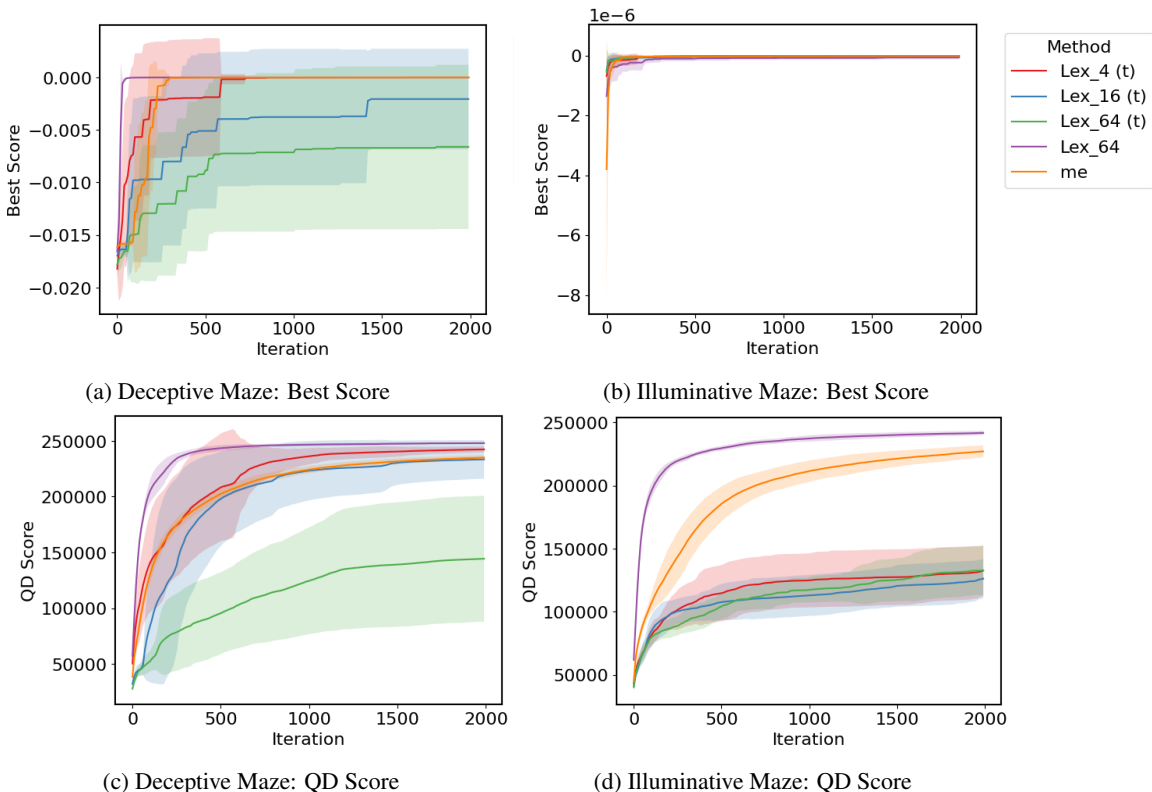 0.000
−0.005
−0.010
−0.015
−0.020
Best Score
0 500 1000 1500 2000
Iteration
(a) Deceptive Maze: Best Score
1e−6
0
−2
−4
−6
−8
Best Score
0 500 1000 1500 2000
Iteration
(b) Illuminative Maze: Best Score
Method
Lex_4 (t)
Lex_16 (t)
Lex_64 (t)
Lex_64
me
250000
200000
150000
100000
50000
QD Score
0 500 1000 1500 2000
Iteration
(c) Deceptive Maze: QD Score
250000
200000
150000
100000
50000
QD Score
0 500 1000 1500 2000
Iteration
(d) Illuminative Maze: QD Score